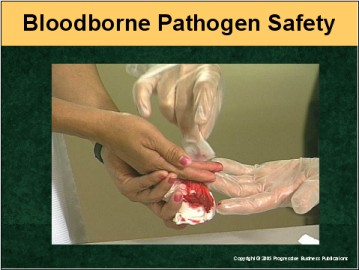 Bloodborne Pathogen Safety
Copyright © 2005 Progressive Business Publications